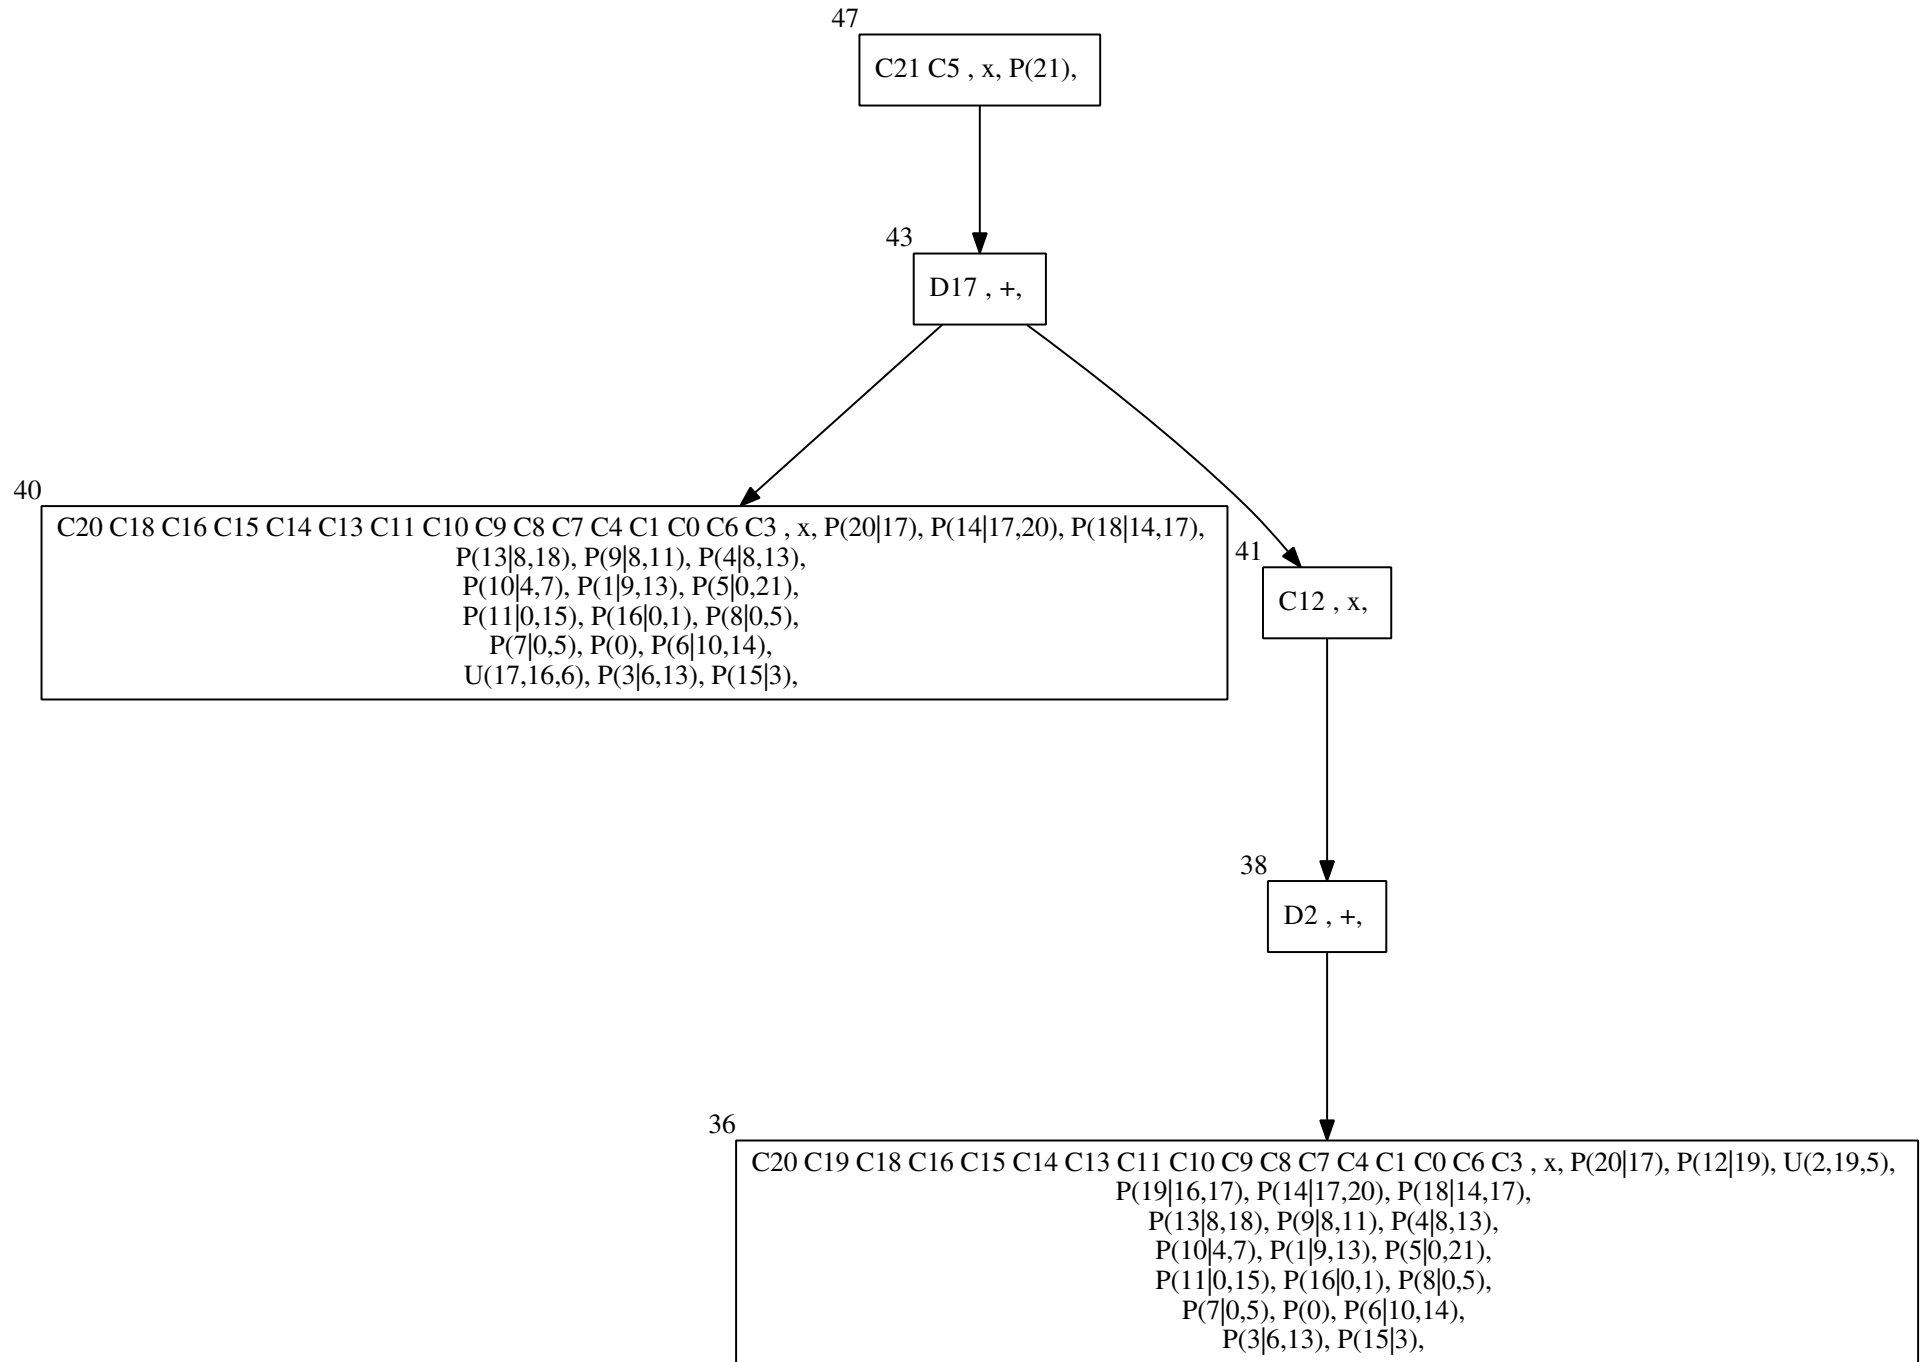 47
C21 C5 , x, P(21),
43
D17 , +,
40
C20 C18 C16 C15 C14 C13 C11 C10 C9 C8 C7 C4 C1 C0 C6 C3 , x, P(20|17), P(14|17,20), P(18|14,17),
P(13|8,18), P(9|8,11), P(4|8,13),
P(10|4,7), P(1|9,13), P(5|0,21),
P(11|0,15), P(16|0,1), P(8|0,5),
P(7|0,5), P(0), P(6|10,14),
U(17,16,6), P(3|6,13), P(15|3),
41
C12 , x,
38
D2 , +,
36
C20 C19 C18 C16 C15 C14 C13 C11 C10 C9 C8 C7 C4 C1 C0 C6 C3 , x, P(20|17), P(12|19), U(2,19,5),
P(19|16,17), P(14|17,20), P(18|14,17),
P(13|8,18), P(9|8,11), P(4|8,13),
P(10|4,7), P(1|9,13), P(5|0,21),
P(11|0,15), P(16|0,1), P(8|0,5),
P(7|0,5), P(0), P(6|10,14),
P(3|6,13), P(15|3),